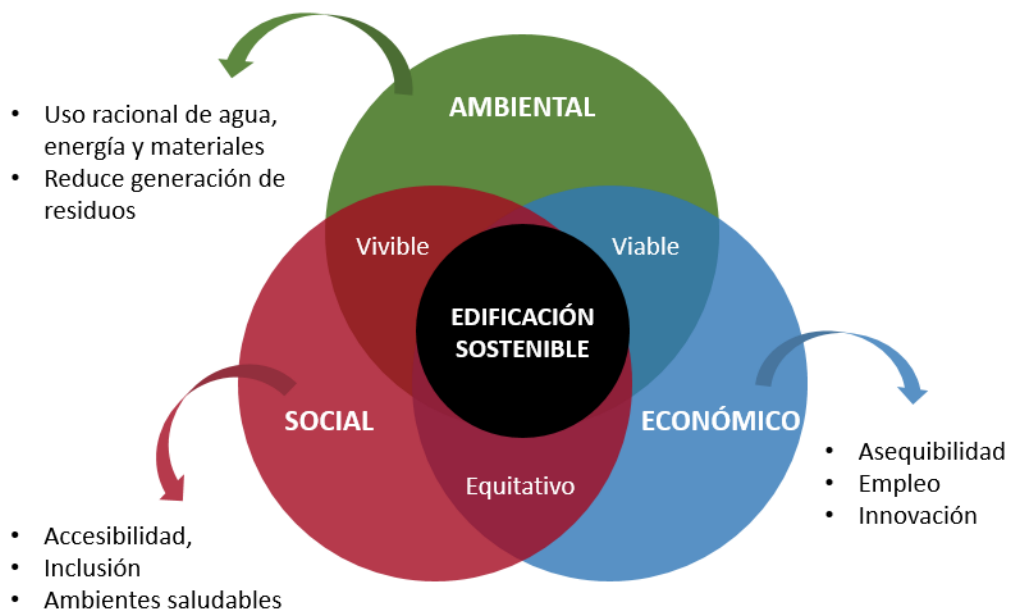 AMBIENTAL
• Uso racional de agua,
energía y materiales
• Reduce generación de
residuos
Vivible
Viable
EDIFICACIÓN
SOSTENIBLE
SOCIAL
ECONÓMICO
Equitativo
• Asequibilidad
• Empleo
• Innovación
• Accesibilidad,
• Inclusión
• Ambientes saludables